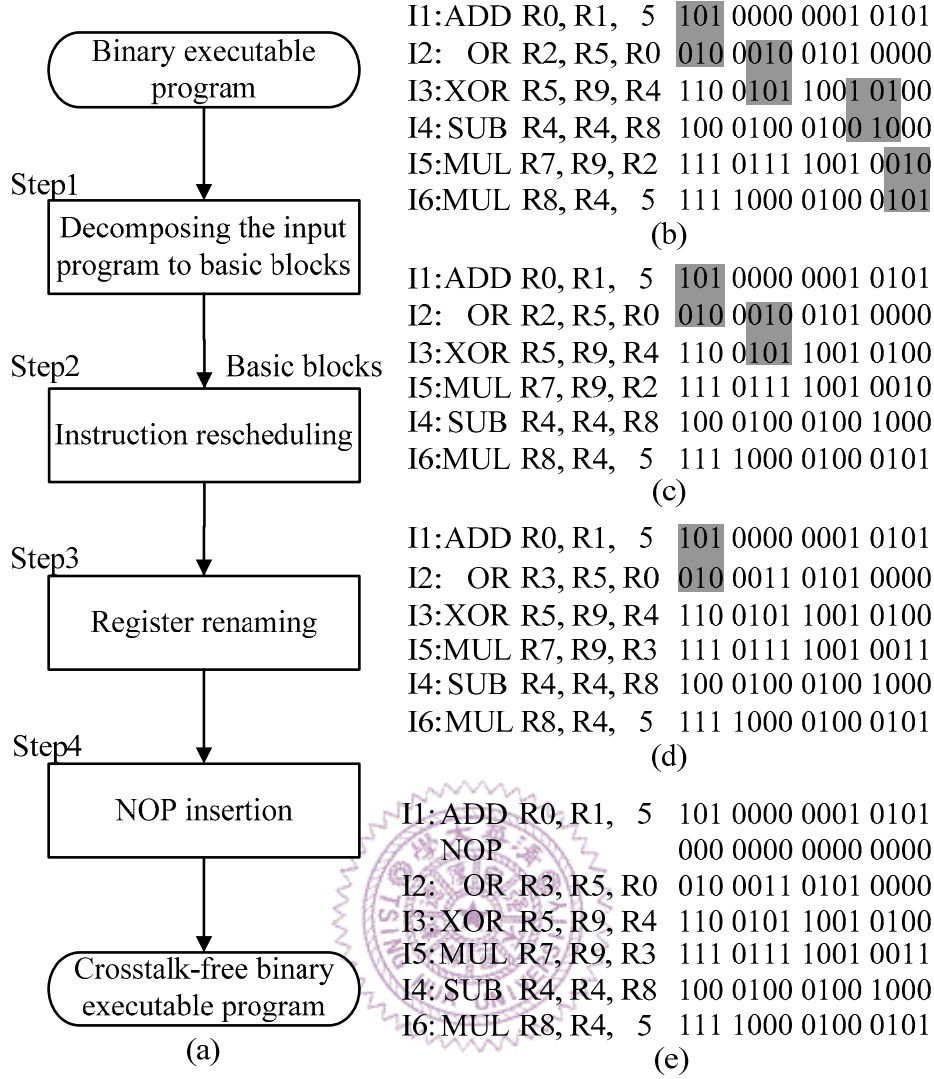 Binary executable
program
Step1
Decomposing the input
program to basic blocks
Step2
Basic blocks
Instruction rescheduling
Step3
Register renaming
Step4
NOP insertion
Crosstalk-free binary
executable program
(a)
I1:ADD R0, R1, 5 101 0000 0001 0101
I2: OR R2, R5, R0 010 0010 0101 0000
I3:XOR R5, R9, R4 110 0101 1001 0100
I4:SUB R4, R4, R8 100 0100 0100 1000
I5:MUL R7, R9, R2 111 0111 1001 0010
I6:MUL R8, R4, 5 111 1000 0100 0101
(b)
I1:ADD R0, R1, 5 101 0000 0001 0101
I2: OR R2, R5, R0 010 0010 0101 0000
I3:XOR R5, R9, R4 110 0101 1001 0100
I5:MUL R7, R9, R2 111 0111 1001 0010
I4:SUB R4, R4, R8 100 0100 0100 1000
I6:MUL R8, R4, 5 111 1000 0100 0101
(c)
I1:ADD R0, R1, 5 101 0000 0001 0101
I2: OR R3, R5, R0 010 0011 0101 0000
I3:XOR R5, R9, R4 110 0101 1001 0100
I5:MUL R7, R9, R3 111 0111 1001 0011
I4:SUB R4, R4, R8 100 0100 0100 1000
I6:MUL R8, R4, 5 111 1000 0100 0101
(d)
I1:ADD R0, R1, 5 101 0000 0001 0101
NOP 000 0000 0000 0000
I2: OR R3, R5, R0 010 0011 0101 0000
I3:XOR R5, R9, R4 110 0101 1001 0100
I5:MUL R7, R9, R3 111 0111 1001 0011
I4:SUB R4, R4, R8 100 0100 0100 1000
I6:MUL R8, R4, 5 111 1000 0100 0101
(e)